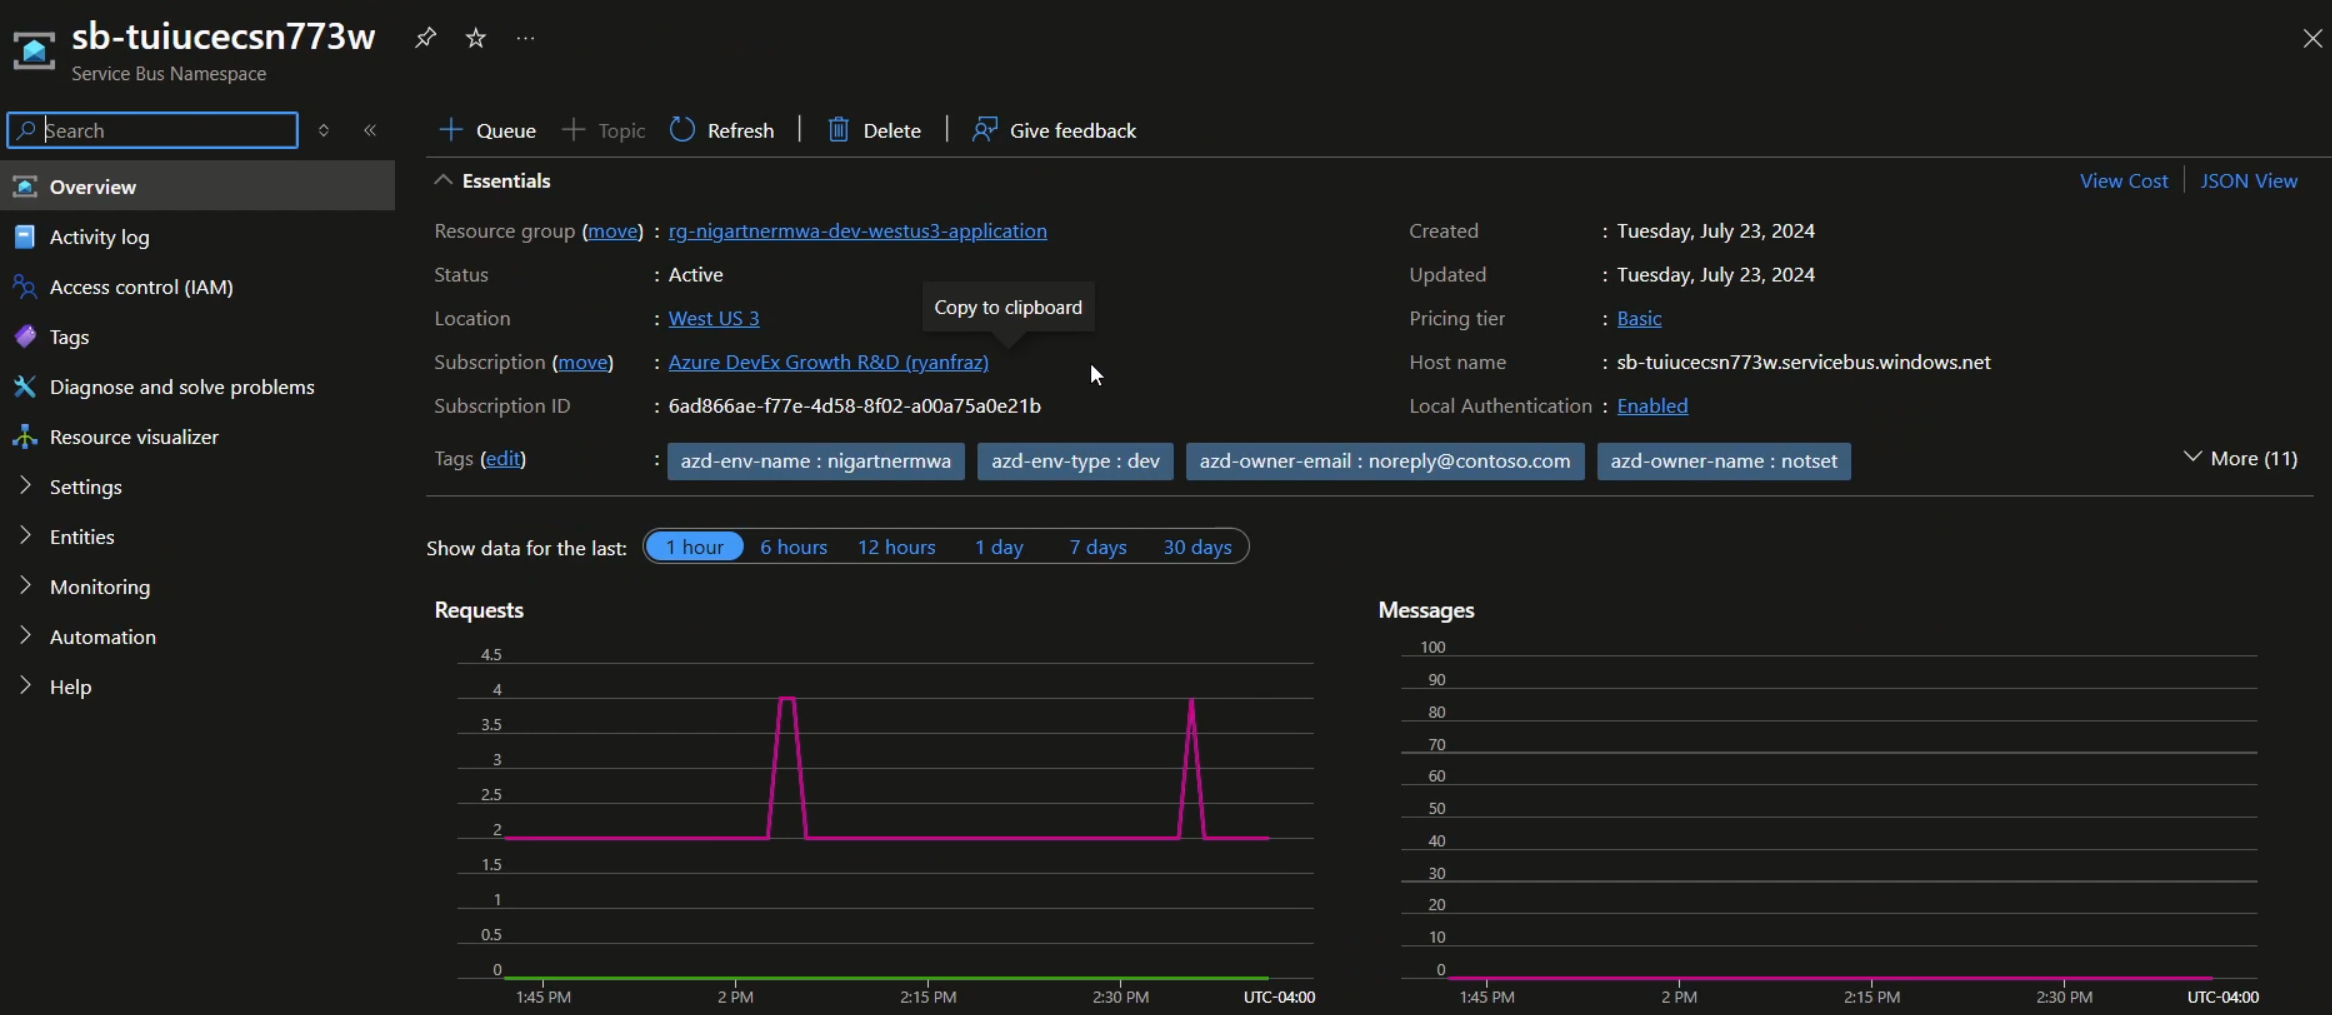 sb-tuiucecsn773w
Service Bus Namespace
Search
Queue Topic Refresh Delete Give feedback
Overview
Activity log
Access control (IAM)
Tags
Diagnose and solve problems
Resource visualizer
Settings
Entities
Monitoring
Automation
Help
Essentials
View Cost JSON View
Resource group (move) : rg-nigartnermwa-dev-westus3-application
Status : Active
Location : West US 3
Subscription (move) : Azure DevEx Growth R&D (ryanfraz)
Subscription ID : 6ad866ae-f77e-4d58-8f02-a00a75a0e21b
Copy to clipboard
Created : Tuesday, July 23, 2024
Updated : Tuesday, July 23, 2024
Pricing tier : Basic
Host name : sb-tuiucecsn773w.servicebus.windows.net
Local Authentication : Enabled
Tags (edit) : azd-env-name : nigartnermwa azd-env-type : dev azd-owner-email : noreply@contoso.com azd-owner-name : notset More (11)
Show data for the last: 1 hour 6 hours 12 hours 1 day 7 days 30 days
Requests
4.5
4
3.5
3
2.5
2
1.5
1
0.5
0
1:45 PM 2 PM 2:15 PM 2:30 PM UTC-04:00
Messages
100
90
80
70
60
50
40
30
20
10
0
1:45 PM 2 PM 2:15 PM 2:30 PM UTC-04:00